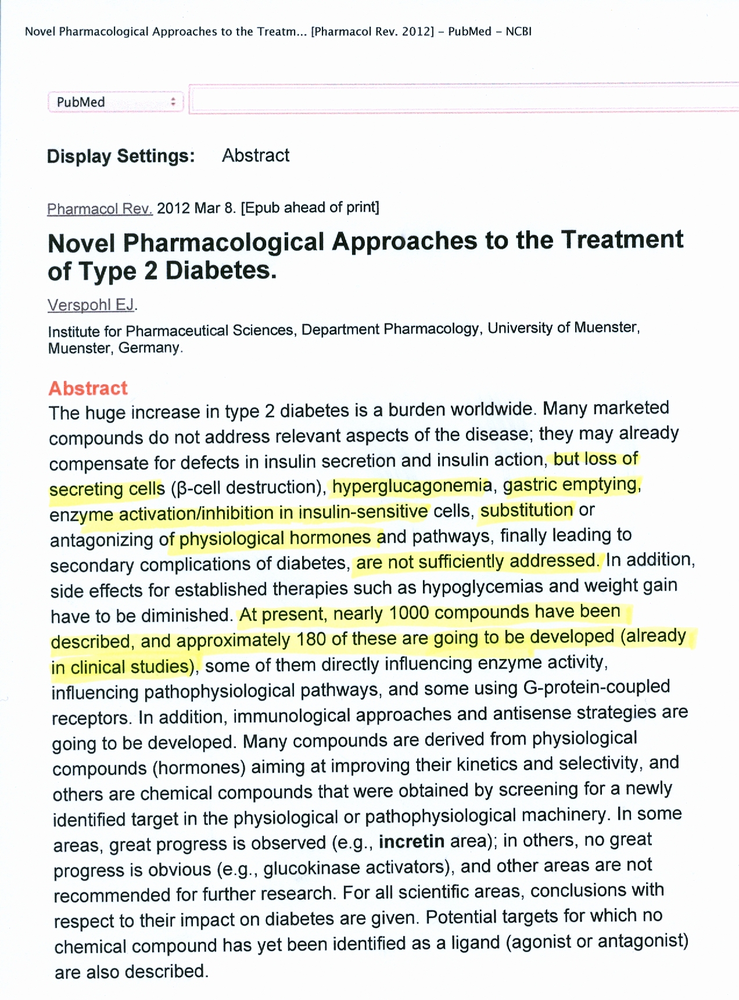 Novel Pharmacological Approaches to the Treatm... [Pharmacol Rev. 2012] – PubMed – NCBI
PubMed
Display Settings: Abstract
Pharmacol Rev. 2012 Mar 8. [Epub ahead of print]
Novel Pharmacological Approaches to the Treatment
of Type 2 Diabetes.
Verspohl EJ.
Institute for Pharmaceutical Sciences, Department Pharmacology, University of Muenster,
Muenster, Germany.
Abstract
The huge increase in type 2 diabetes is a burden worldwide. Many marketed
compounds do not address relevant aspects of the disease; they may already
compensate for defects in insulin secretion and insulin action, but loss of
secreting cells (β-cell destruction), hyperglucagonemia, gastric emptying,
enzyme activation/inhibition in insulin-sensitive cells, substitution or
antagonizing of physiological hormones and pathways, finally leading to
secondary complications of diabetes, are not sufficiently addressed. In addition,
side effects for established therapies such as hypoglycemias and weight gain
have to be diminished. At present, nearly 1000 compounds have been
described, and approximately 180 of these are going to be developed (already
in clinical studies), some of them directly influencing enzyme activity,
influencing pathophysiological pathways, and some using G-protein-coupled
receptors. In addition, immunological approaches and antisense strategies are
going to be developed. Many compounds are derived from physiological
compounds (hormones) aiming at improving their kinetics and selectivity, and
others are chemical compounds that were obtained by screening for a newly
identified target in the physiological or pathophysiological machinery. In some
areas, great progress is observed (e.g., incretin area); in others, no great
progress is obvious (e.g., glucokinase activators), and other areas are not
recommended for further research. For all scientific areas, conclusions with
respect to their impact on diabetes are given. Potential targets for which no
chemical compound has yet been identified as a ligand (agonist or antagonist)
are also described.